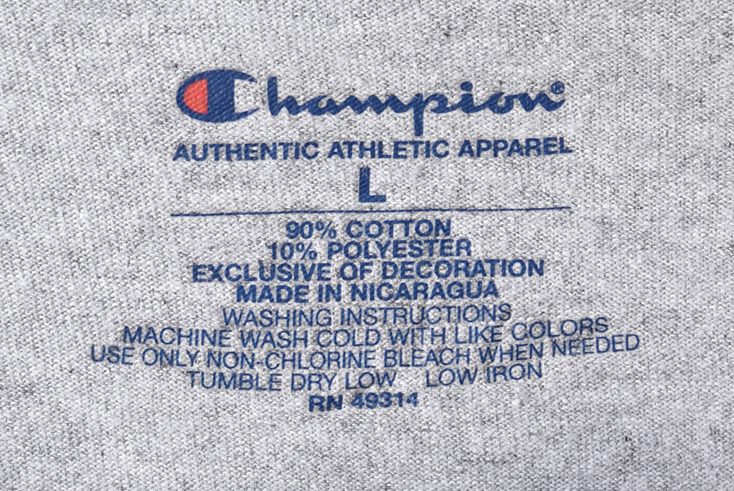 Champion®
AUTHENTIC ATHLETIC APPAREL
L
90% COTTON
10% POLYESTER
EXCLUSIVE OF DECORATION
MADE IN NICARAGUA
WASHING INSTRUCTIONS
MACHINE WASH COLD WITH LIKE COLORS
USE ONLY NON-CHLORINE BLEACH WHEN NEEDED
TUMBLE DRY LOW LOW IRON
RN 49314